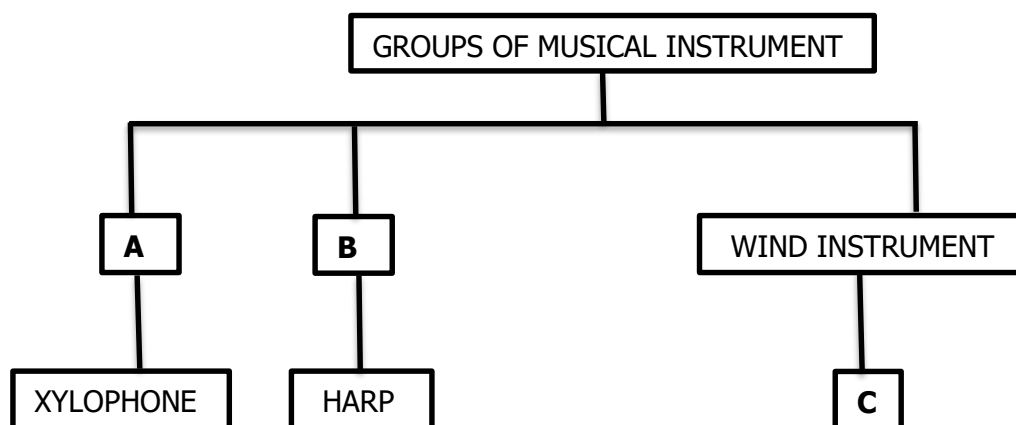 GROUPS OF MUSICAL INSTRUMENT
A
B
WIND INSTRUMENT
XYLOPHONE
HARP
C